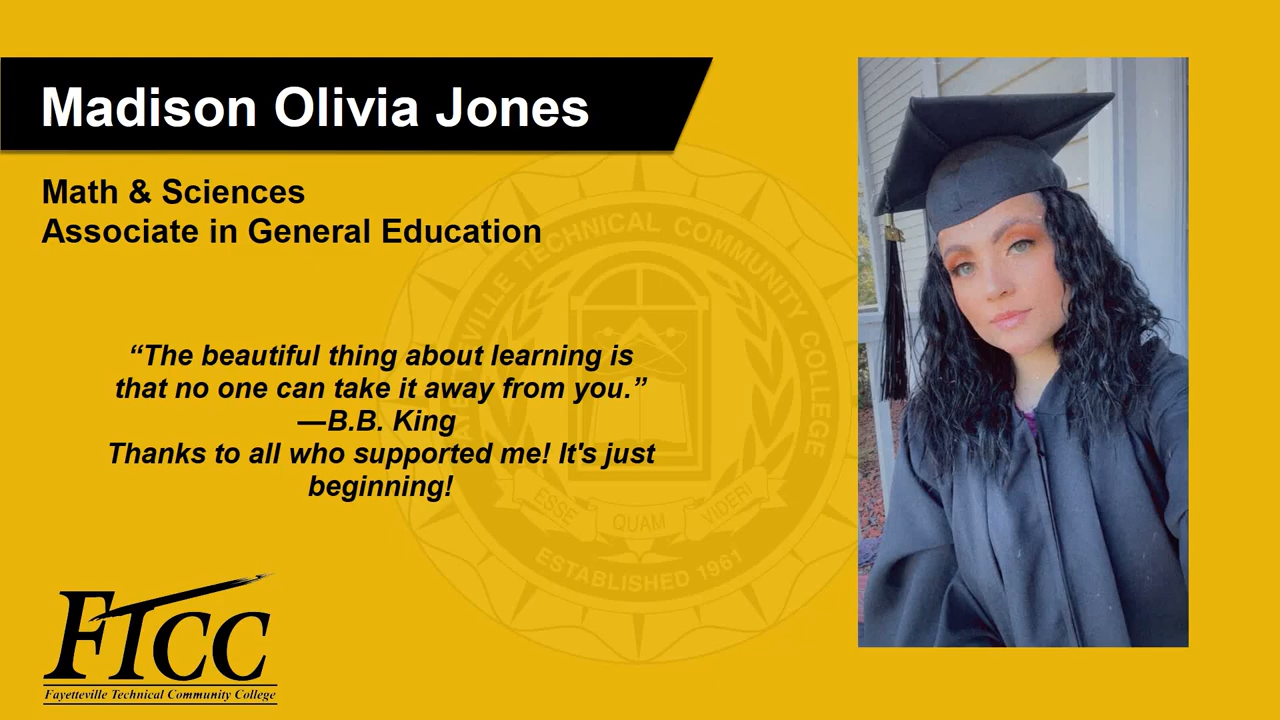 Madison Olivia Jones
Math & Sciences
Associate in General Education
“The beautiful thing about learning is
that no one can take it away from you.”
—B.B. King
Thanks to all who supported me! It's just
beginning!
FTCC
Fayetteville Technical Community College
FAYETTEVILLE TECHNICAL COMMUNITY COLLEGE
ESSE QUAM VIDERI
ESTABLISHED 1961